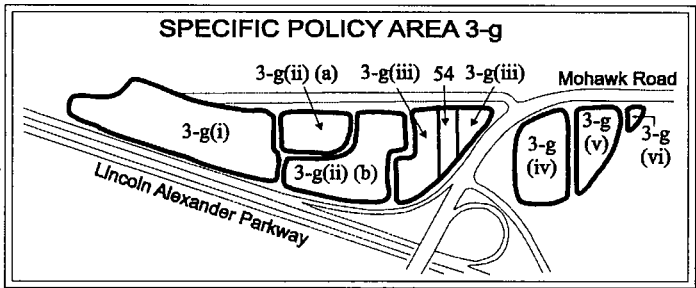 SPECIFIC POLICY AREA 3-g
3-g(ii) (a) 3-g(iii) 54 3-g(iii)
Mohawk Road
3-g(i)
3-g(ii) (b)
3-g
(iv)
3-g
(v)
3-g
(vi)
Lincoln Alexander Parkway